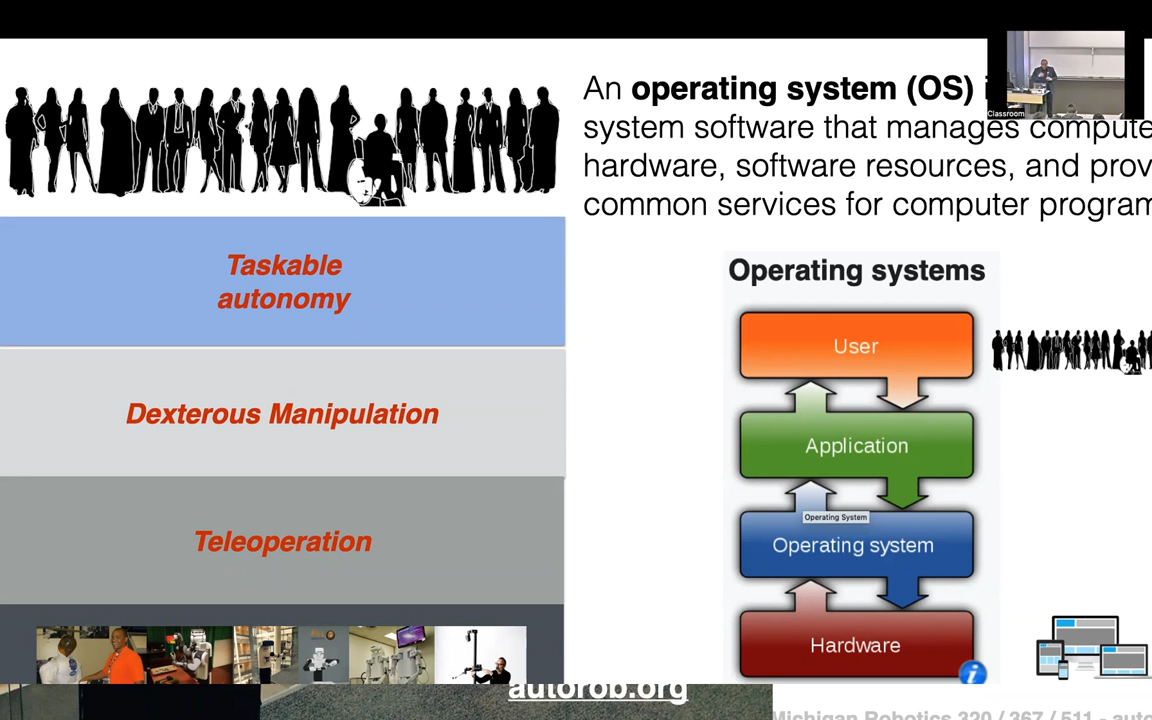 An operating system (OS) i
system software that manages compute
hardware, software resources, and prov
common services for computer program
Classroom
Taskable
autonomy
Dexterous Manipulation
Teleoperation
Operating systems
User
Application
Operating System
Operating system
Hardware
i
autorob.org
Michigan Robotics 320 / 367 / 511 - auto